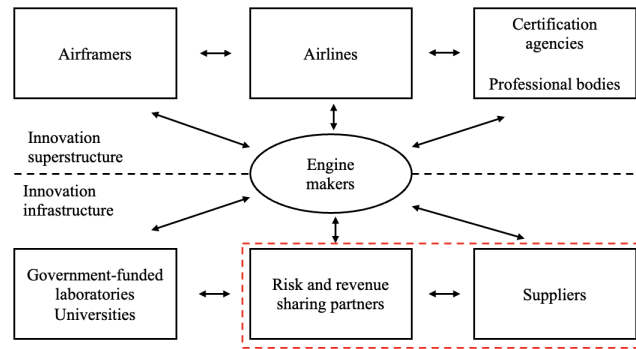 Airframers
Airlines
Certification
agencies
Professional bodies
Innovation
superstructure
Engine
makers
Innovation
infrastructure
Government-funded
laboratories
Universities
Risk and revenue
sharing partners
Suppliers